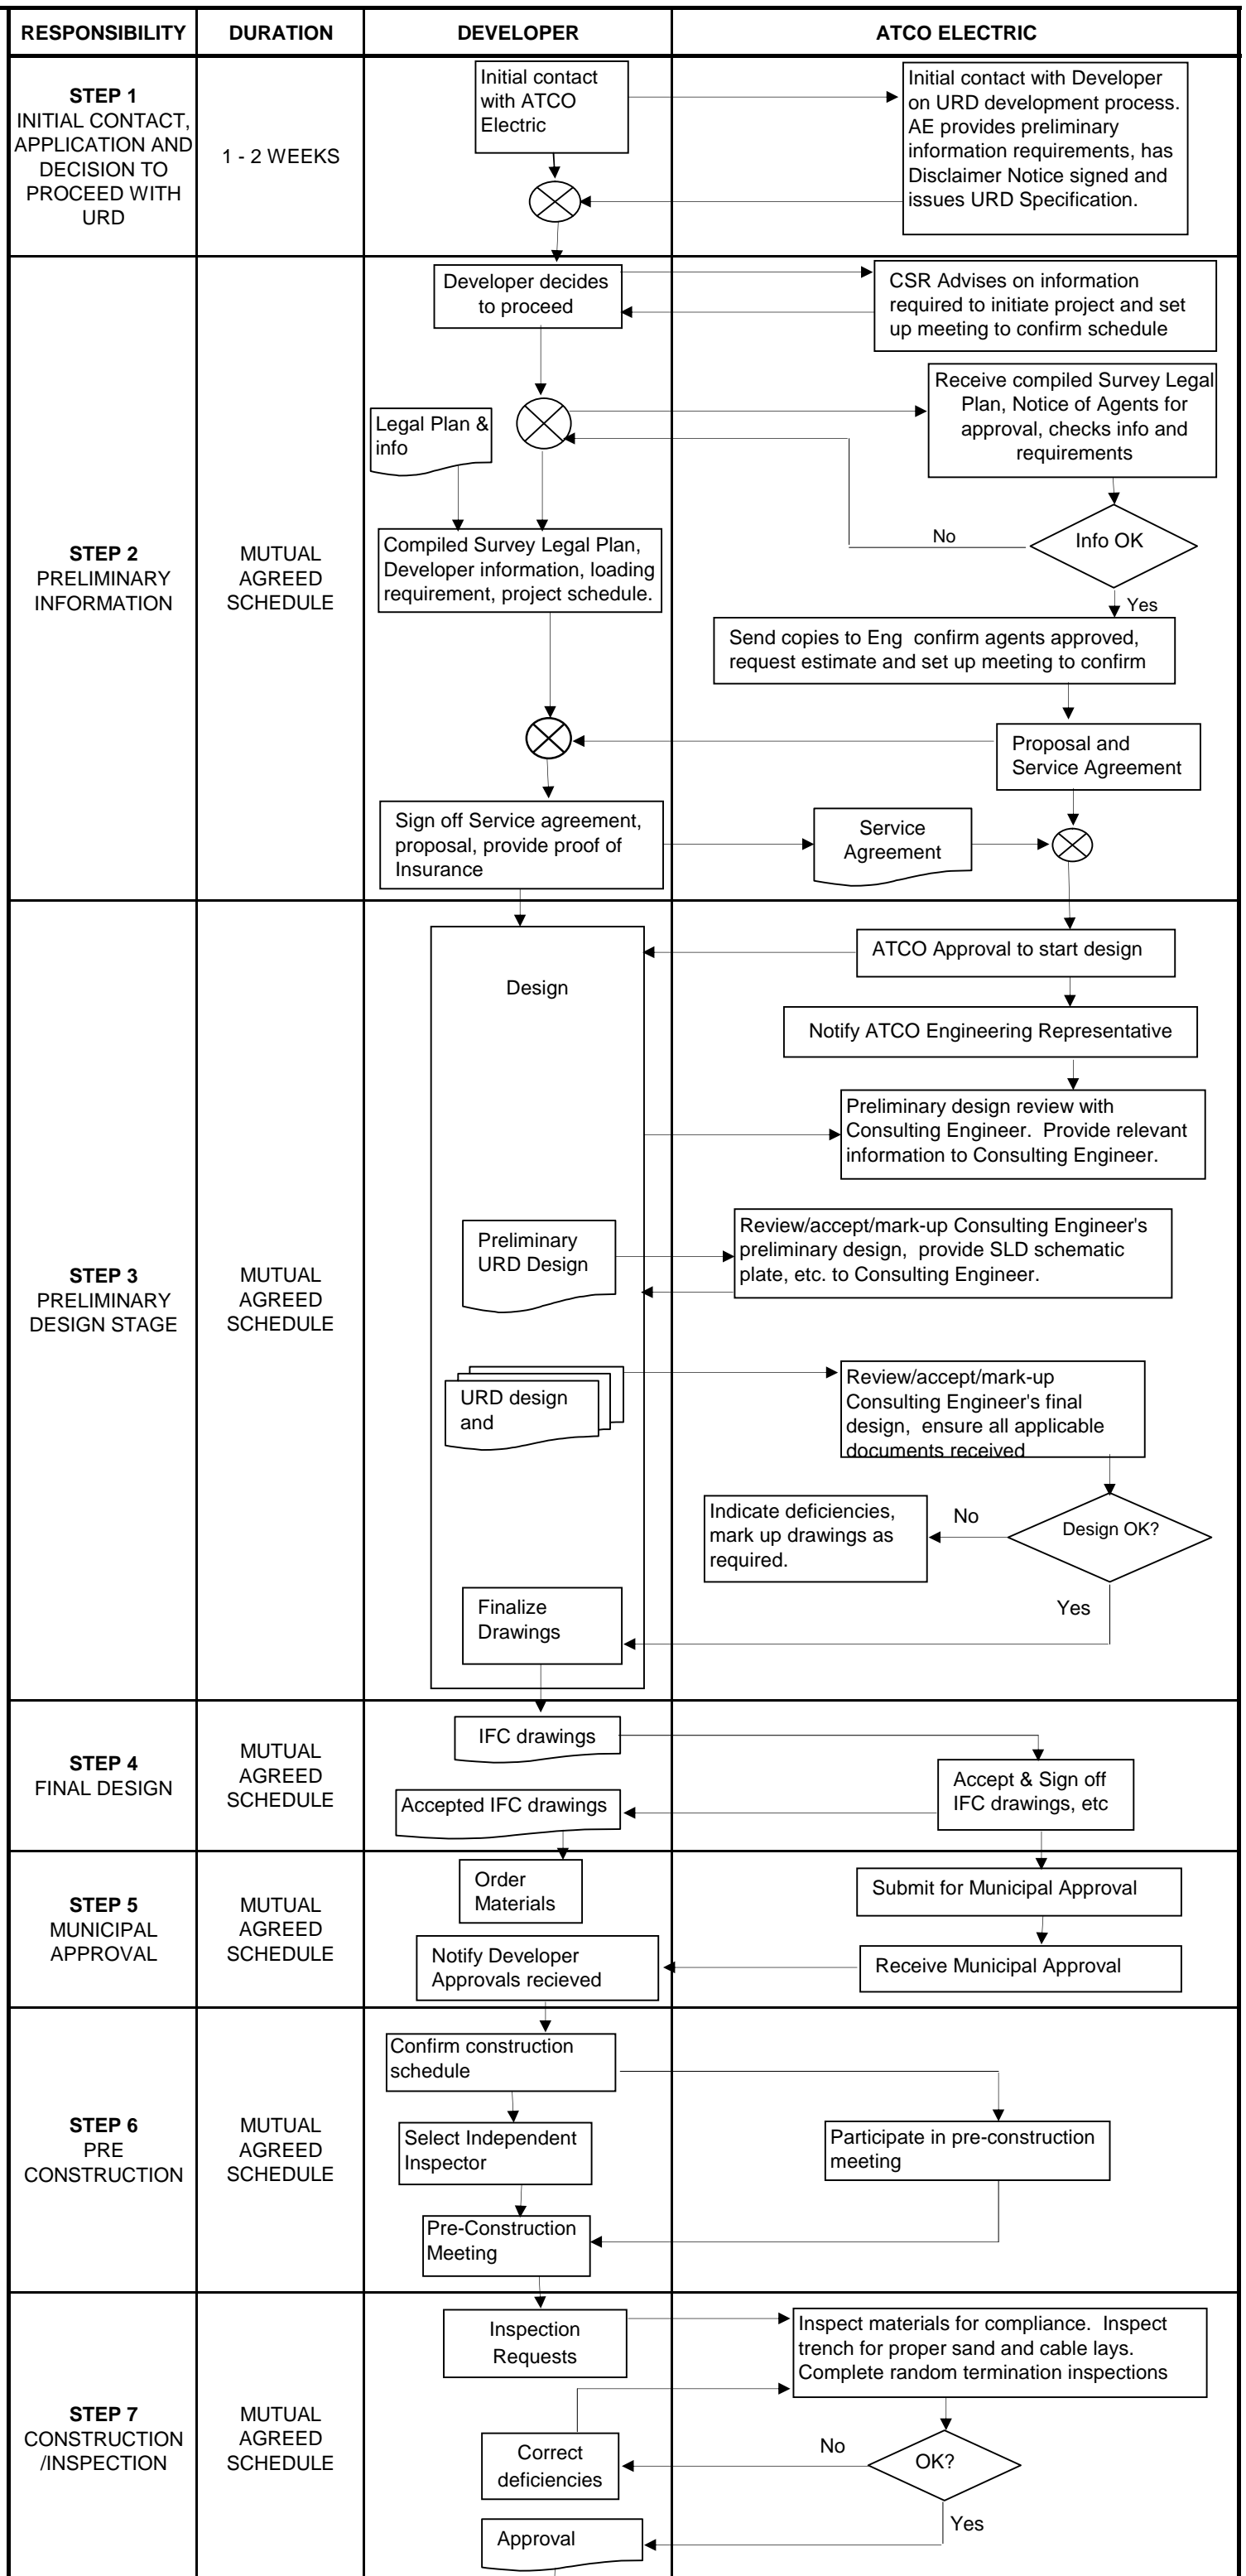 RESPONSIBILITY
DURATION
DEVELOPER
ATCO ELECTRIC
STEP 1
INITIAL CONTACT,
APPLICATION AND
DECISION TO
PROCEED WITH
URD
1 - 2 WEEKS
Initial contact
with ATCO
Electric
Initial contact with Developer
on URD development process.
AE provides preliminary
information requirements, has
Disclaimer Notice signed and
issues URD Specification.
STEP 2
PRELIMINARY
INFORMATION
MUTUAL
AGREED
SCHEDULE
Developer decides
to proceed
CSR Advises on information
required to initiate project and set
up meeting to confirm schedule
Legal Plan &
info
Receive compiled Survey Legal
Plan, Notice of Agents for
approval, checks info and
requirements
Info OK
No
Yes
Compiled Survey Legal Plan,
Developer information, loading
requirement, project schedule.
Send copies to Eng confirm agents approved,
request estimate and set up meeting to confirm
Proposal and
Service Agreement
Sign off Service agreement,
proposal, provide proof of
Insurance
Service
Agreement
STEP 3
PRELIMINARY
DESIGN STAGE
MUTUAL
AGREED
SCHEDULE
Design
ATCO Approval to start design
Notify ATCO Engineering Representative
Preliminary design review with
Consulting Engineer. Provide relevant
information to Consulting Engineer.
Preliminary
URD Design
Review/accept/mark-up Consulting Engineer's
preliminary design, provide SLD schematic
plate, etc. to Consulting Engineer.
URD design
and
Review/accept/mark-up
Consulting Engineer's final
design, ensure all applicable
documents received
Design OK?
No
Indicate deficiencies,
mark up drawings as
required.
Yes
Finalize
Drawings
STEP 4
FINAL DESIGN
MUTUAL
AGREED
SCHEDULE
IFC drawings
Accept & Sign off
IFC drawings, etc
Accepted IFC drawings
STEP 5
MUNICIPAL
APPROVAL
MUTUAL
AGREED
SCHEDULE
Order
Materials
Submit for Municipal Approval
Notify Developer
Approvals recieved
Receive Municipal Approval
STEP 6
PRE
CONSTRUCTION
MUTUAL
AGREED
SCHEDULE
Confirm construction
schedule
Select Independent
Inspector
Participate in pre-construction
meeting
Pre-Construction
Meeting
STEP 7
CONSTRUCTION
/INSPECTION
MUTUAL
AGREED
SCHEDULE
Inspection
Requests
Inspect materials for compliance. Inspect
trench for proper sand and cable lays.
Complete random termination inspections
OK?
No
Correct
deficiencies
Yes
Approval